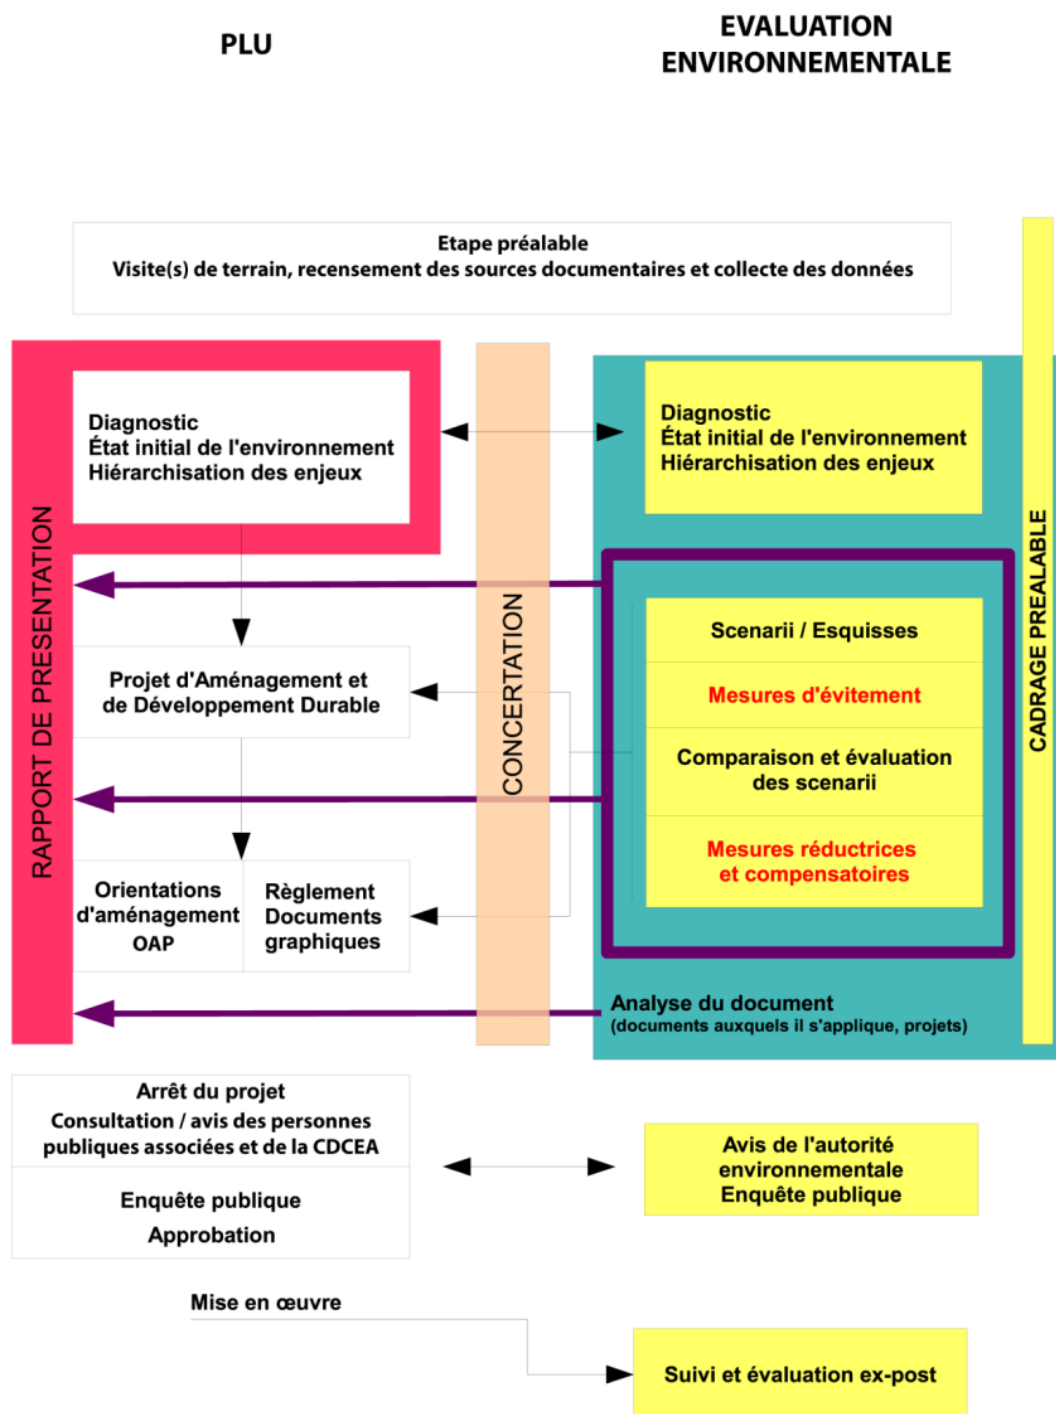 PLU
EVALUATION
ENVIRONNEMENTALE
Etape préalable
Visite(s) de terrain, recensement des sources documentaires et collecte des données
RAPPORT DE PRESENTATION
Diagnostic
État initial de l'environnement
Hiérarchisation des enjeux
CONCERTATION
Diagnostic
État initial de l'environnement
Hiérarchisation des enjeux
CADRAGE PREALABLE
Projet d'Aménagement et
de Développement Durable
Scenarii / Esquisses
Mesures d'évitement
Comparaison et évaluation
des scenarii
Mesures réductrices
et compensatoires
Orientations
d'aménagement
OAP
Règlement
Documents
graphiques
Analyse du document
(documents auxquels il s'applique, projets)
Arrêt du projet
Consultation / avis des personnes
publiques associées et de la CDCEA
Enquête publique
Approbation
Avis de l'autorité
environnementale
Enquête publique
Mise en œuvre
Suivi et évaluation ex-post